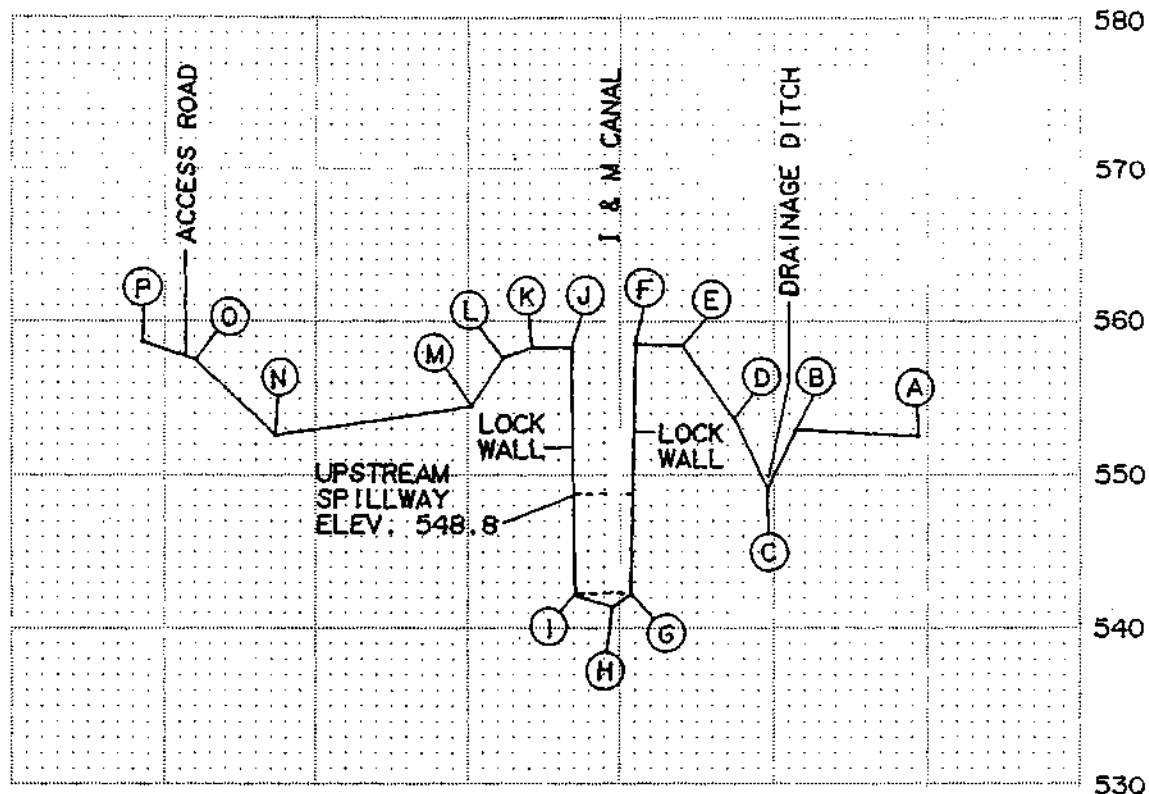 580
ACCESS ROAD
I & M CANAL
DRAINAGE DITCH
570
P
O
L
K
J
F
E
560
M
N
D
B
A
LOCK
WALL
LOCK
WALL
UPSTREAM
SPILLWAY
ELEV. 548.8
550
C
I
H
G
540
530